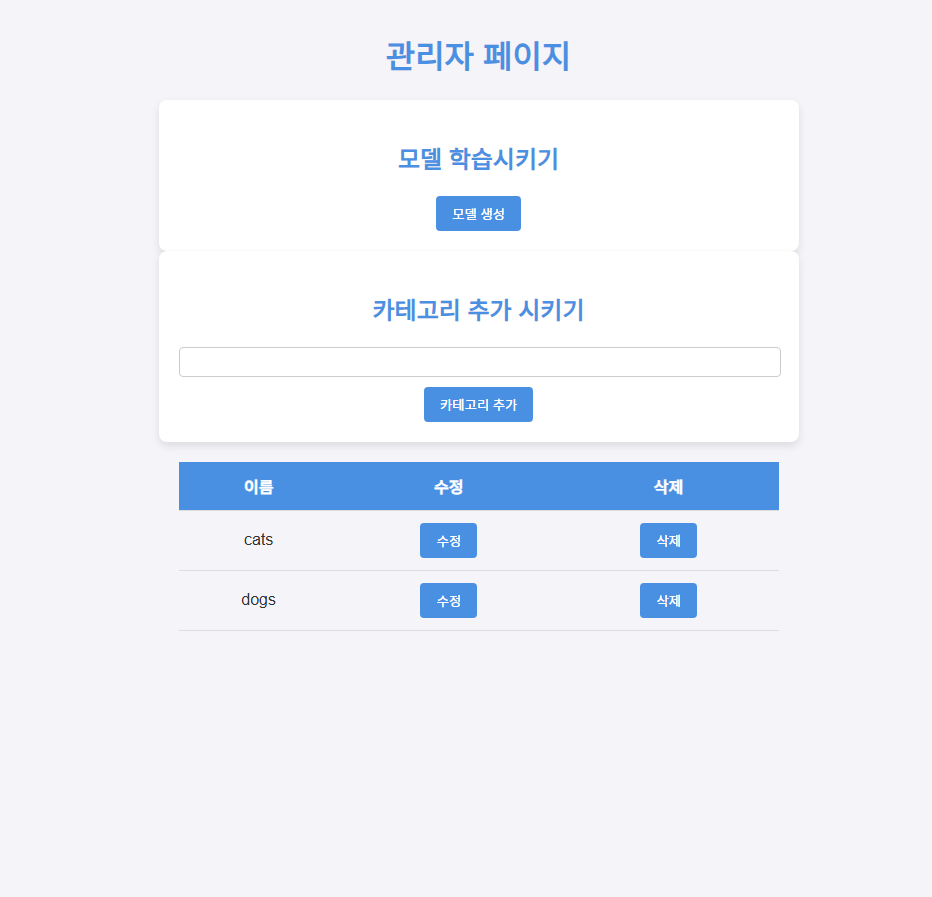 관리자 페이지
모델 학습시키기
모델 생성
카테고리 추가 시키기
카테고리 추가
이름 수정 삭제
cats 수정 삭제
dogs 수정 삭제